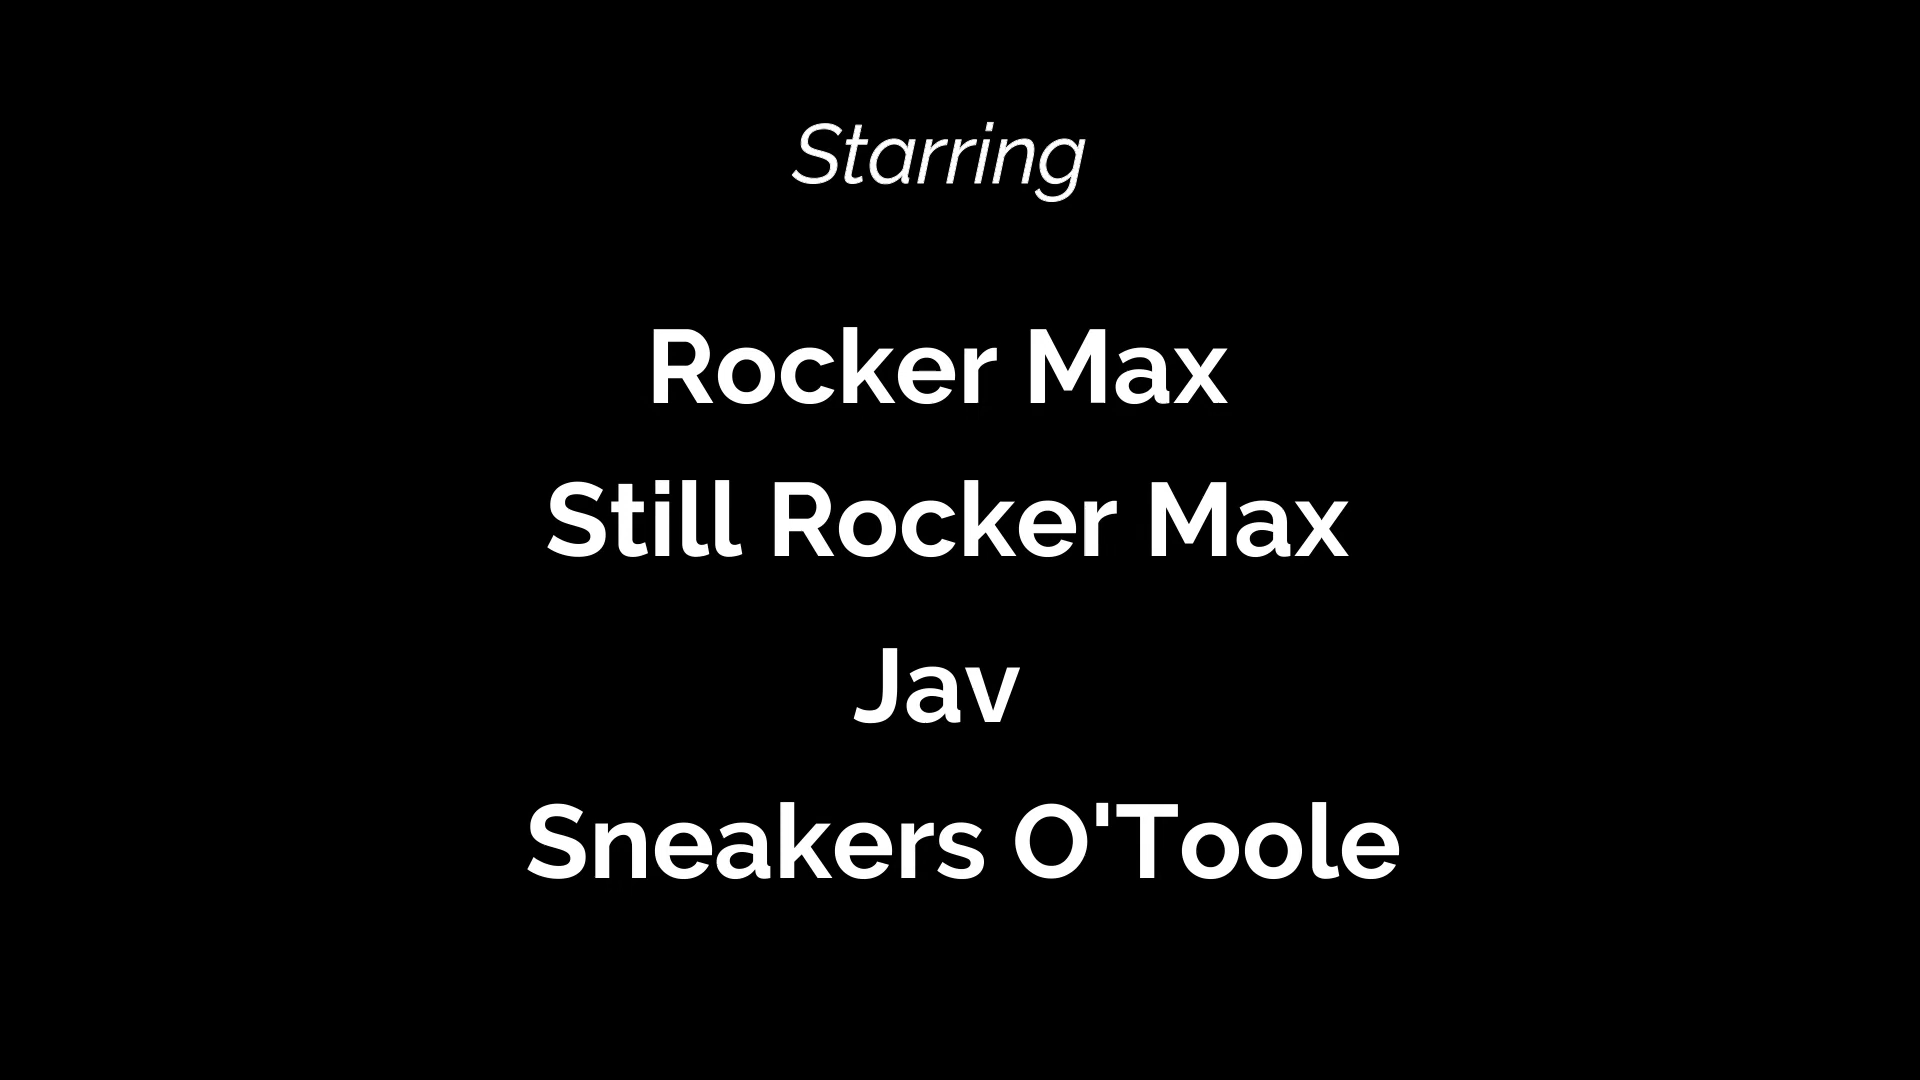 Starring
Rocker Max
Still Rocker Max
Jav
Sneakers O'Toole